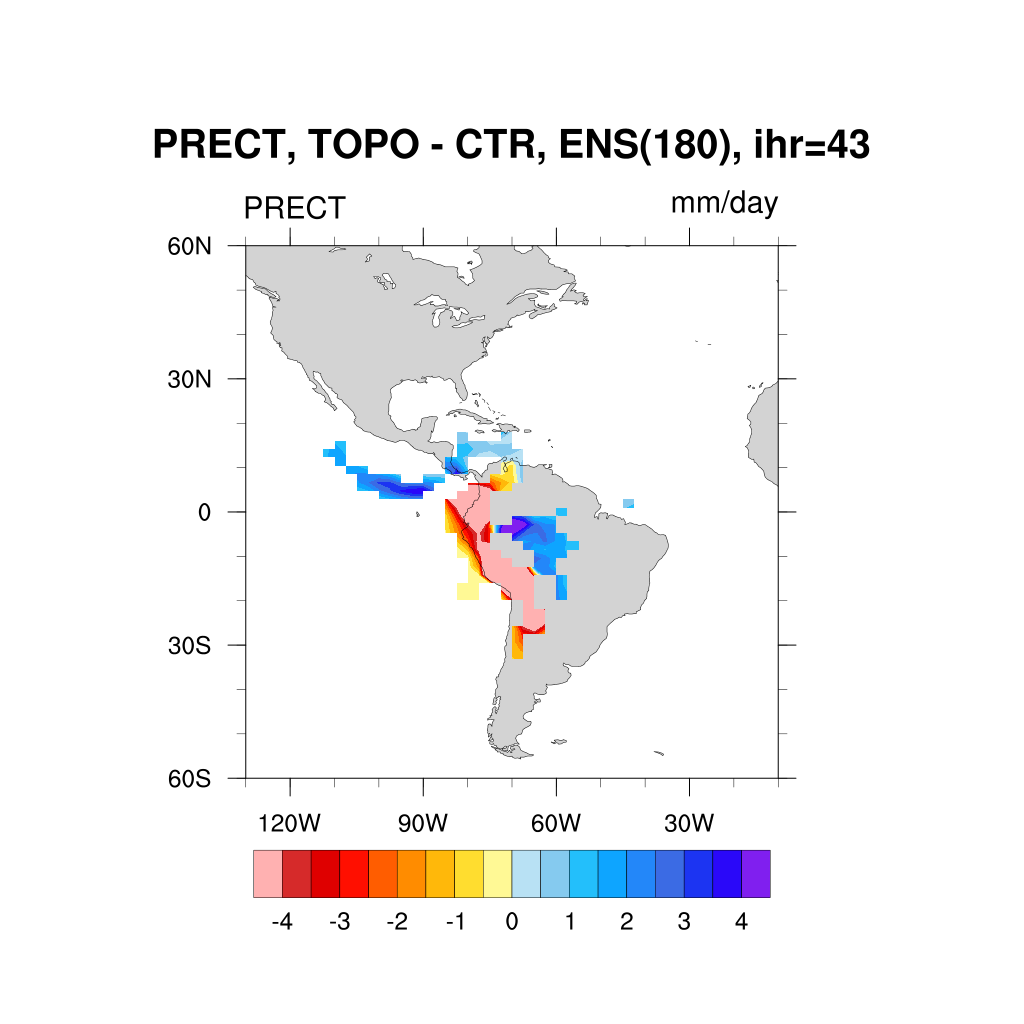 PRECT, TOPO - CTR, ENS(180), ihr=43
PRECT mm/day
60N
30N
0
30S
60S
120W 90W 60W 30W
-4 -3 -2 -1 0 1 2 3 4